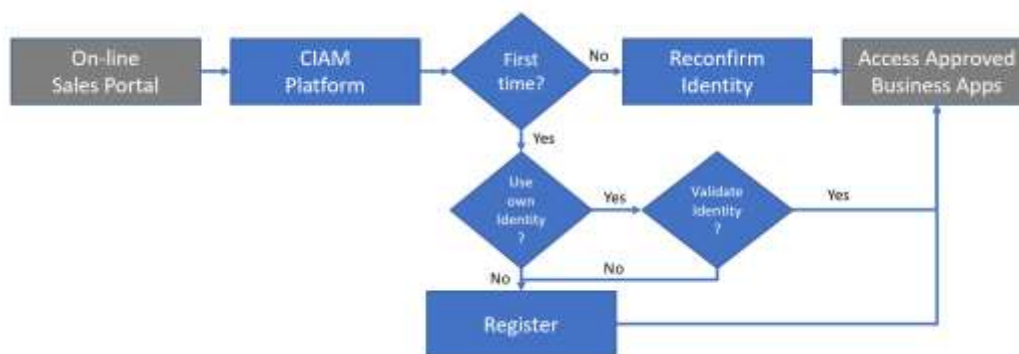 On-line
Sales Portal
CIAM
Platform
First
time?
No
Reconfirm
Identity
Access Approved
Business Apps
Yes
Use
own
Identity
?
Yes
Validate
Identity
?
Yes
No
No
Register